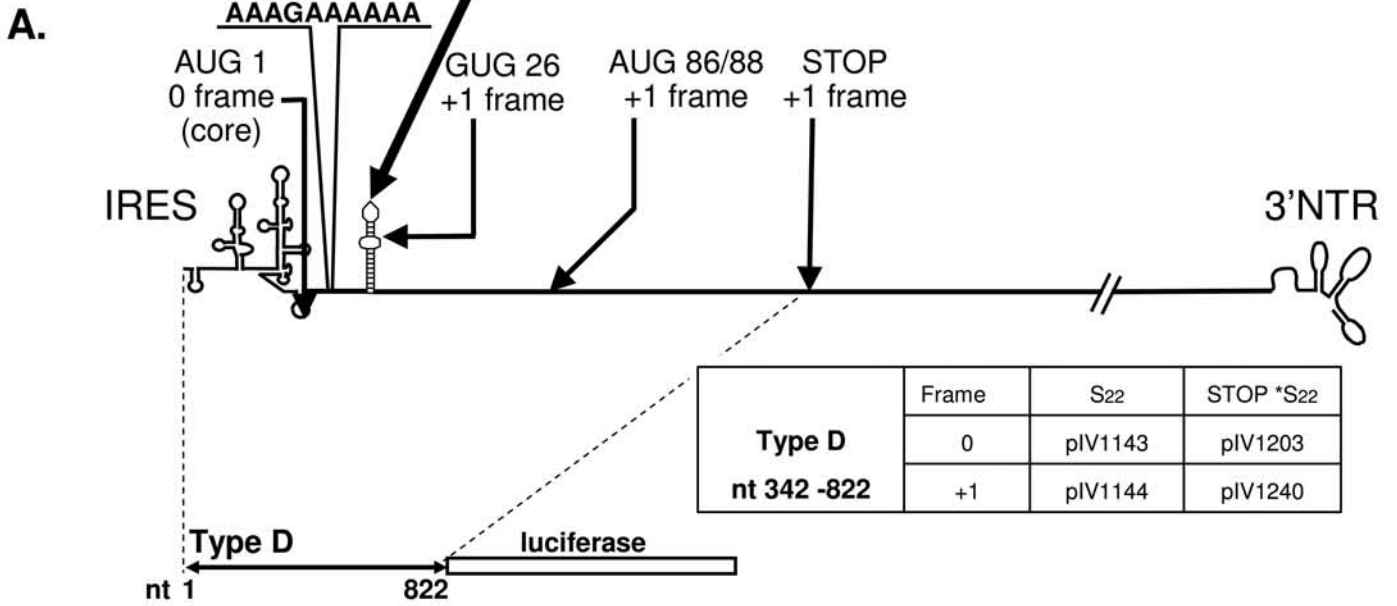 A.
AAAGAAAAAA
AUG 1
0 frame
(core)
GUG 26
+1 frame
AUG 86/88
+1 frame
STOP
+1 frame
IRES
3'NTR
Type D
nt 342 -822
Frame S22 STOP *S22
0 pIV1143 pIV1203
+1 pIV1144 pIV1240
Type D
luciferase
nt 1
822